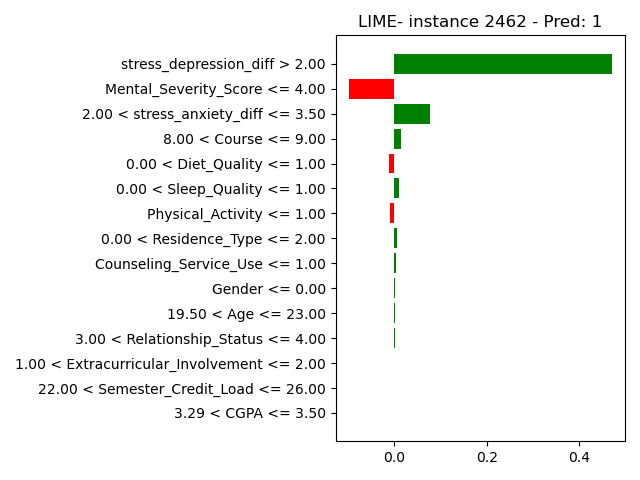 LIME- instance 2462 - Pred: 1
stress_depression_diff > 2.00
Mental_Severity_Score <= 4.00
2.00 < stress_anxiety_diff <= 3.50
8.00 < Course <= 9.00
0.00 < Diet_Quality <= 1.00
0.00 < Sleep_Quality <= 1.00
Physical_Activity <= 1.00
0.00 < Residence_Type <= 2.00
Counseling_Service_Use <= 1.00
Gender <= 0.00
19.50 < Age <= 23.00
3.00 < Relationship_Status <= 4.00
1.00 < Extracurricular_Involvement <= 2.00
22.00 < Semester_Credit_Load <= 26.00
3.29 < CGPA <= 3.50
0.0 0.2 0.4